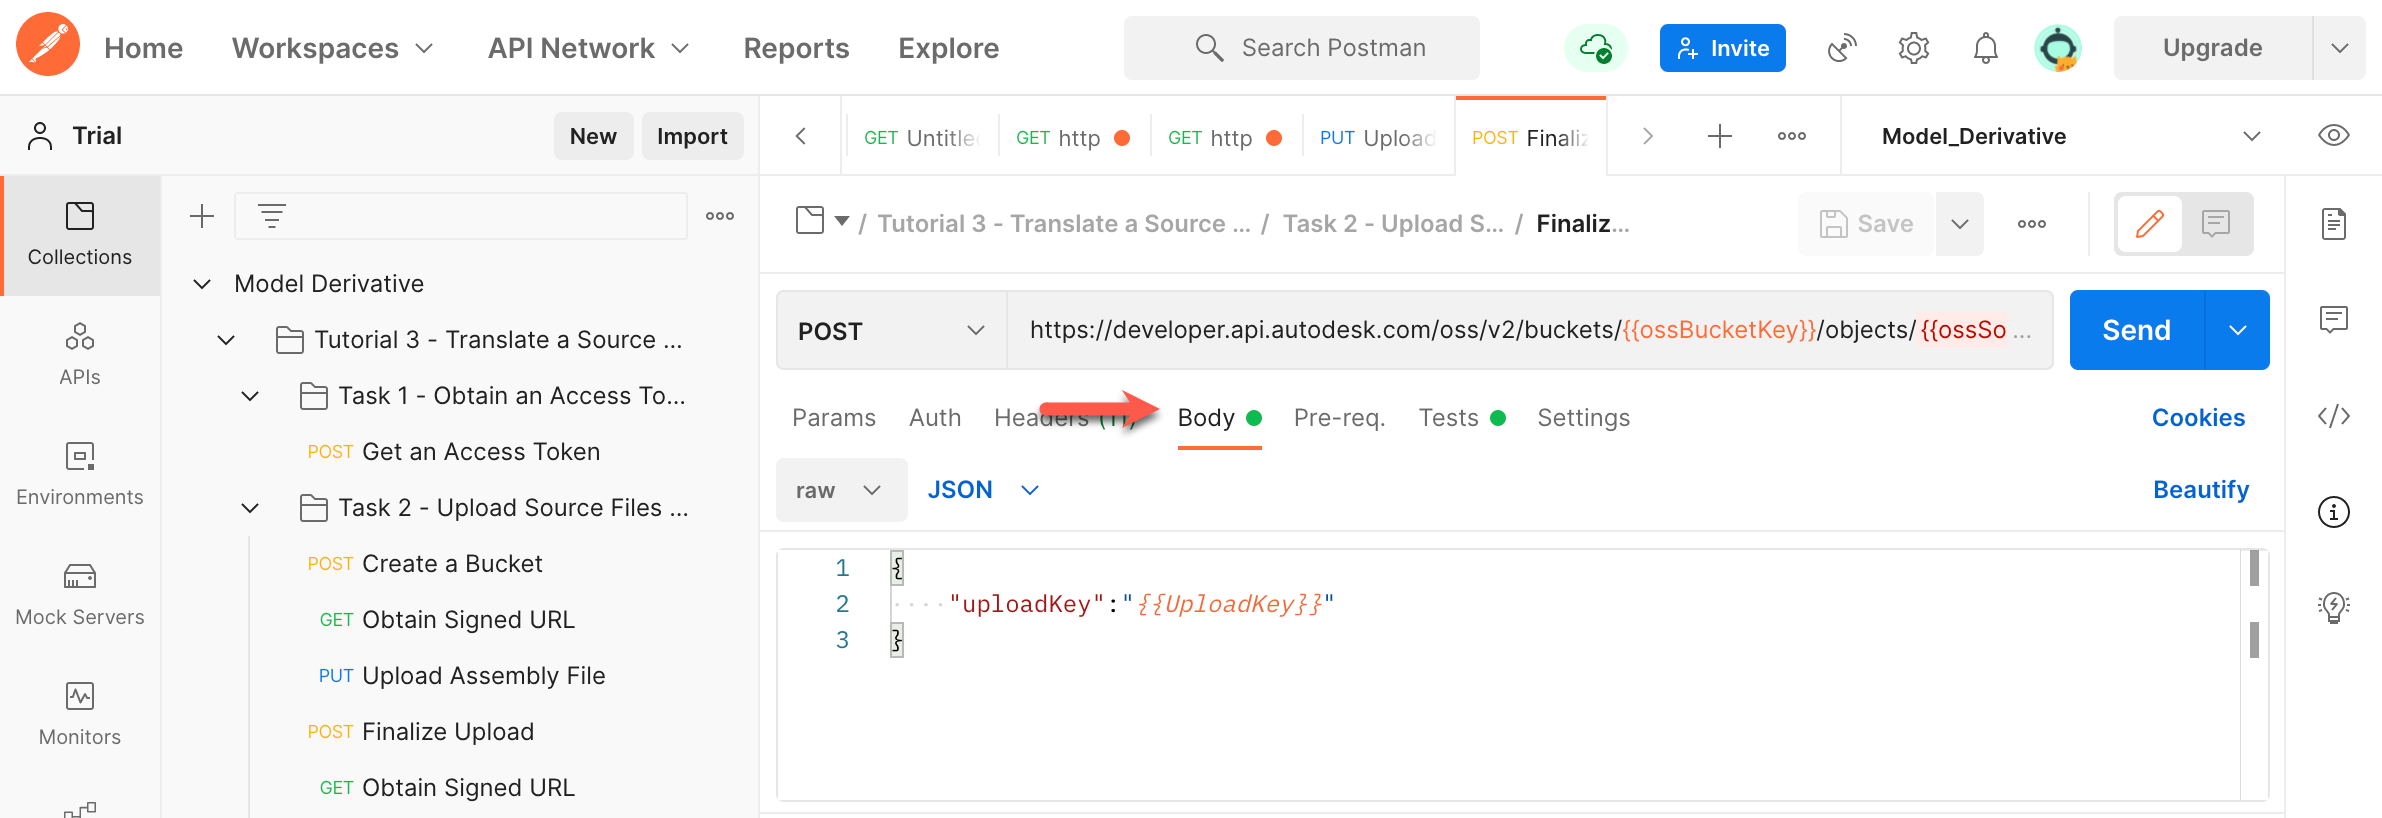 Home Workspaces API Network Reports Explore Search Postman Invite Upgrade
Trial New Import
GET Untitled GET http GET http PUT Upload POST Finaliz Model_Derivative
Collections
APIs
Environments
Mock Servers
Monitors
Model Derivative
Tutorial 3 - Translate a Source ...
Task 1 - Obtain an Access To...
POST Get an Access Token
Task 2 - Upload Source Files ...
POST Create a Bucket
GET Obtain Signed URL
PUT Upload Assembly File
POST Finalize Upload
GET Obtain Signed URL
/ Tutorial 3 - Translate a Source ... / Task 2 - Upload S... / Finaliz... Save
POST https://developer.api.autodesk.com/oss/v2/buckets/{{ossBucketKey}}/objects/{{ossSo ... Send
Params Auth Headers (11) Body Pre-req. Tests Settings Cookies
raw JSON Beautify
1 {
2 ····"uploadKey":"{{UploadKey}}"
3 }